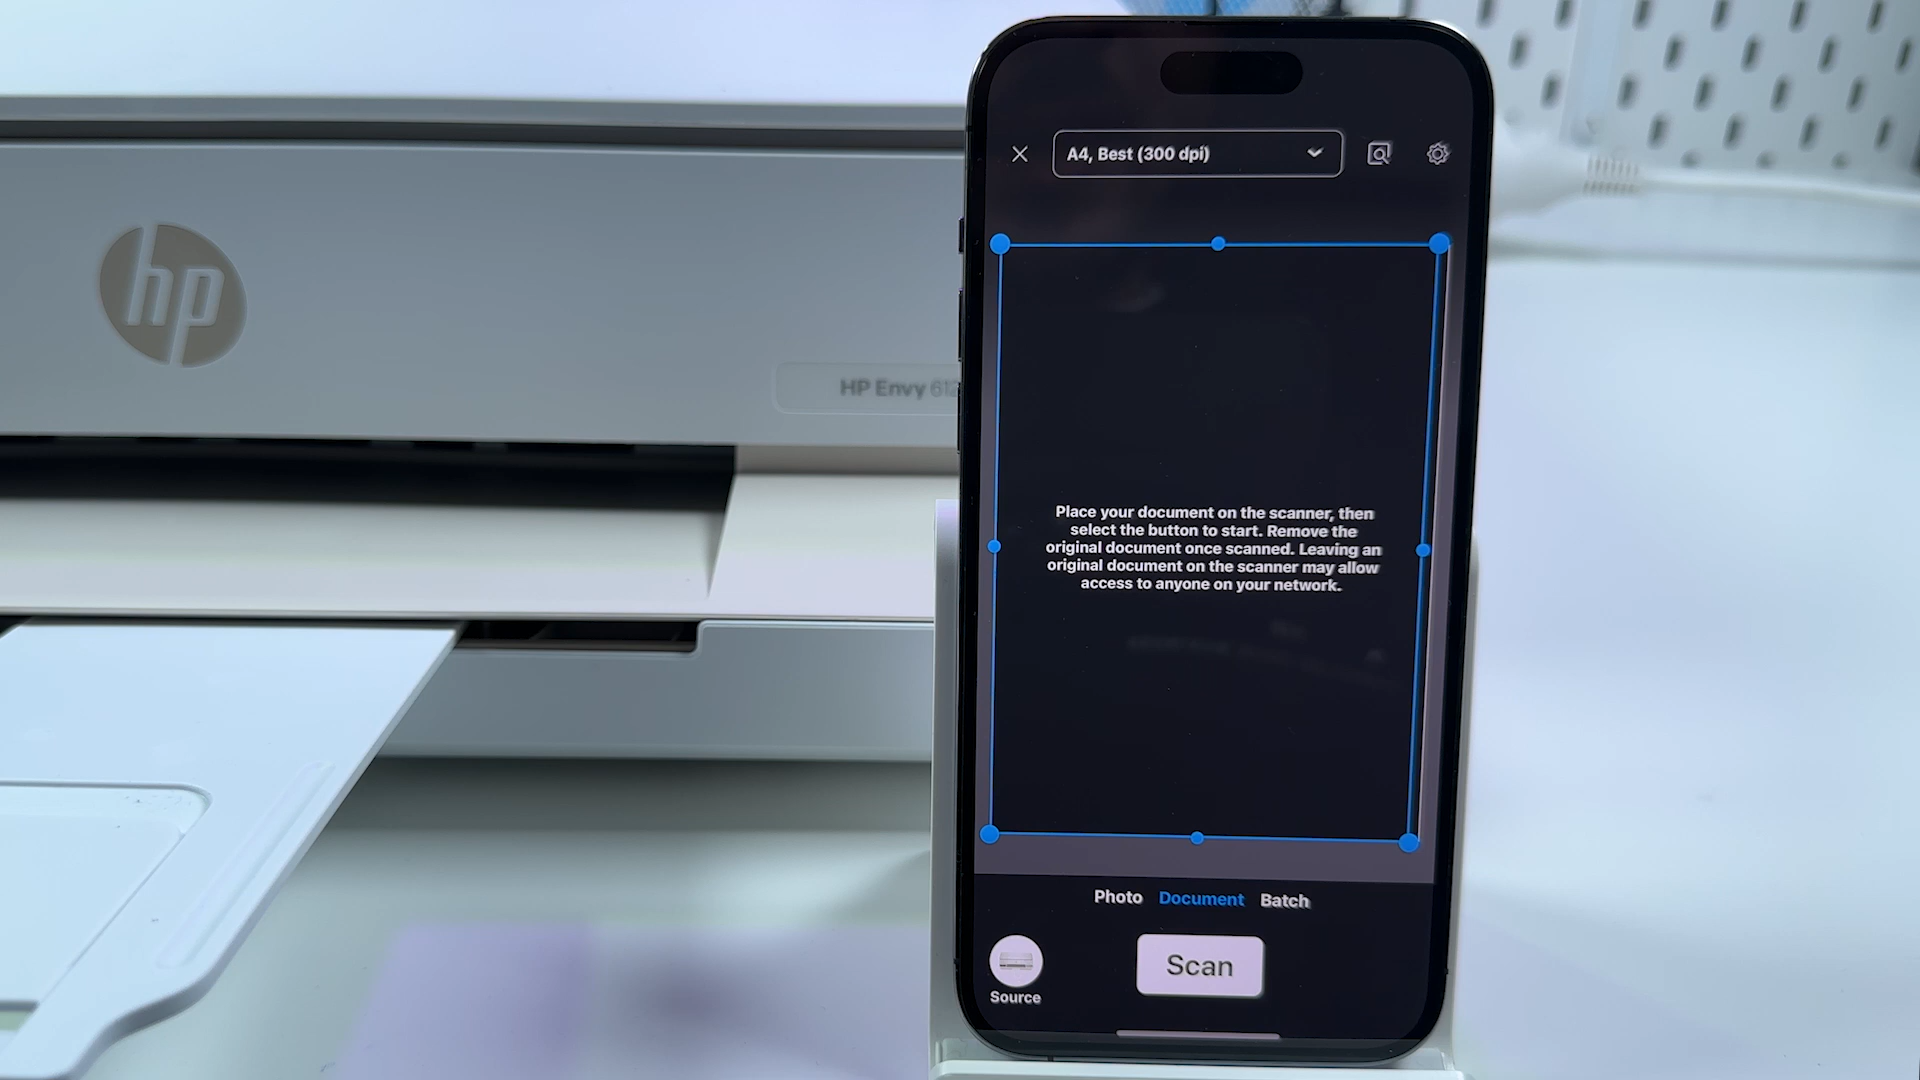 hp
HP Envy
A4, Best (300 dpi)
Place your document on the scanner, then
select the button to start. Remove the
original document once scanned. Leaving an
original document on the scanner may allow
access to anyone on your network.
Photo Document Batch
Scan
Source